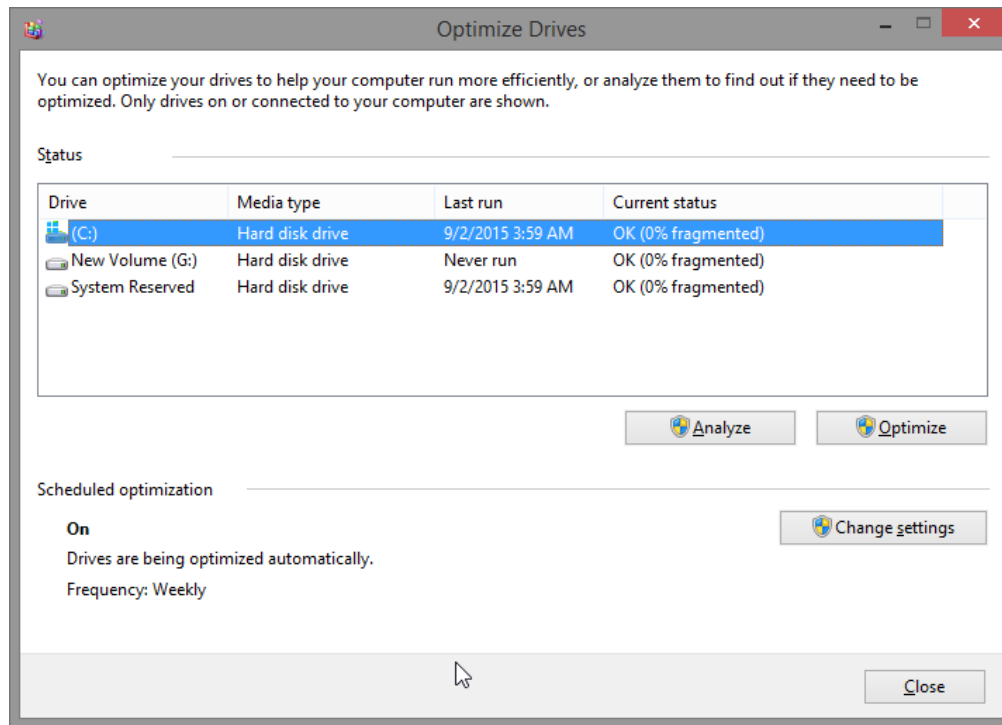 Optimize Drives
You can optimize your drives to help your computer run more efficiently, or analyze them to find out if they need to be
optimized. Only drives on or connected to your computer are shown.
Status
Drive Media type Last run Current status
(C:) Hard disk drive 9/2/2015 3:59 AM OK (0% fragmented)
New Volume (G:) Hard disk drive Never run OK (0% fragmented)
System Reserved Hard disk drive 9/2/2015 3:59 AM OK (0% fragmented)
Analyze Optimize
Scheduled optimization
On Change settings
Drives are being optimized automatically.
Frequency: Weekly
Close